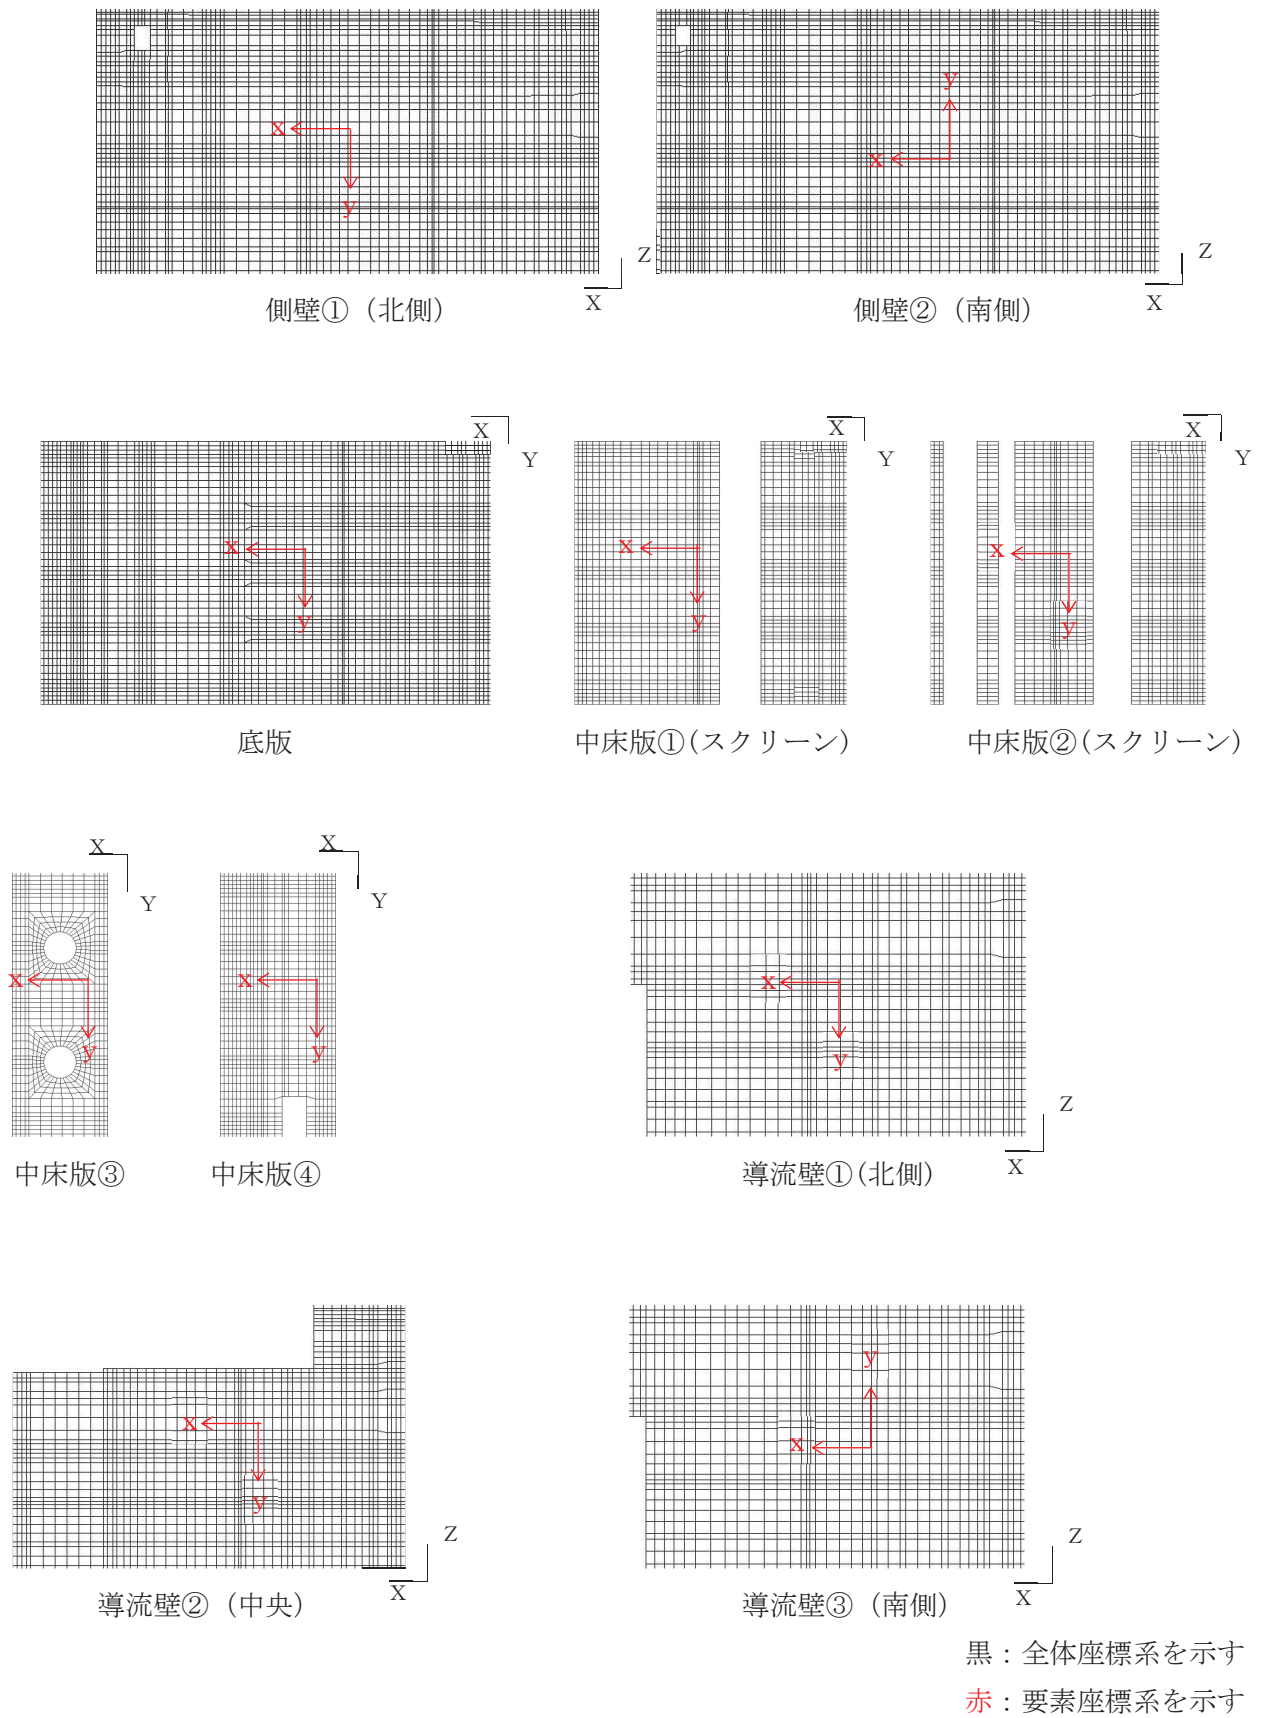 x
y
Z
X
側壁①（北側）
y
x
Z
X
側壁②（南側）
X
Y
x
y
底版
X
Y
x
y
中床版①(スクリーン)
X
Y
x
y
中床版②(スクリーン)
X
Y
x
y
中床版③
X
Y
x
y
中床版④
x
y
Z
X
導流壁①(北側)
x
y
Z
X
導流壁②（中央）
y
x
Z
X
導流壁③（南側）
黒：全体座標系を示す
赤：要素座標系を示す